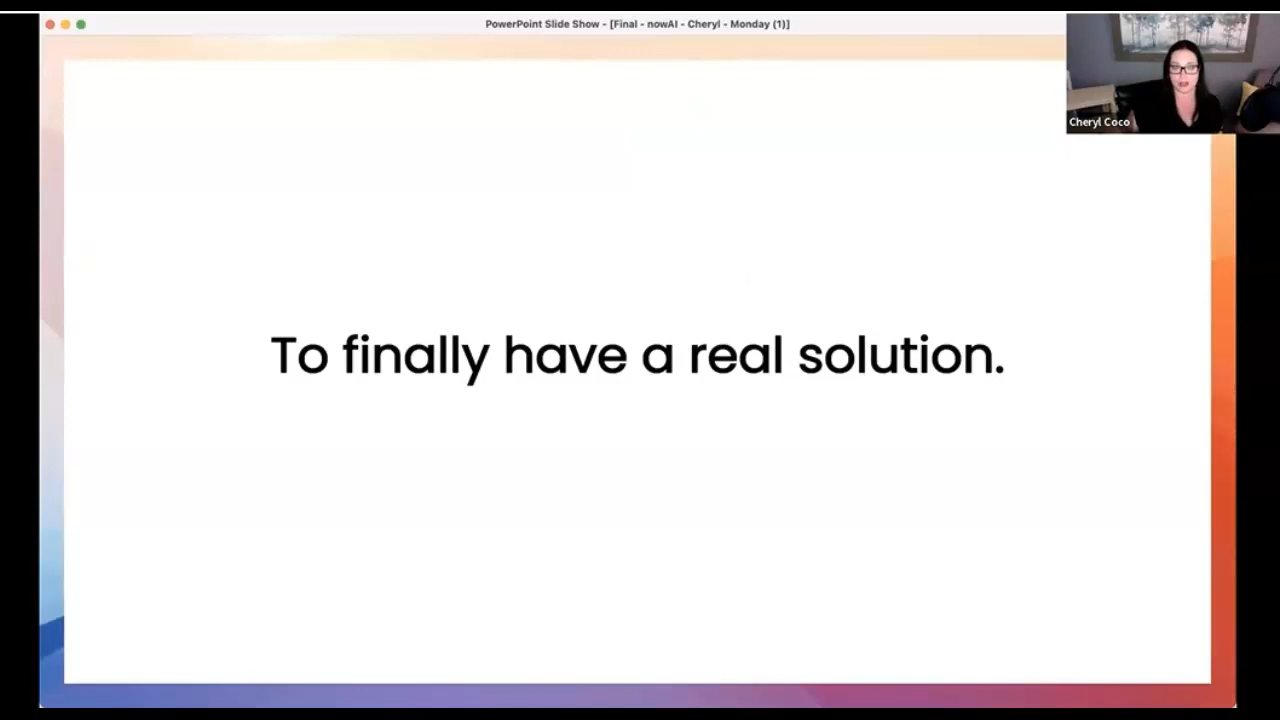 PowerPoint Slide Show - [Final - nowAI - Cheryl - Monday (1)]
Cheryl Coco
To finally have a real solution.